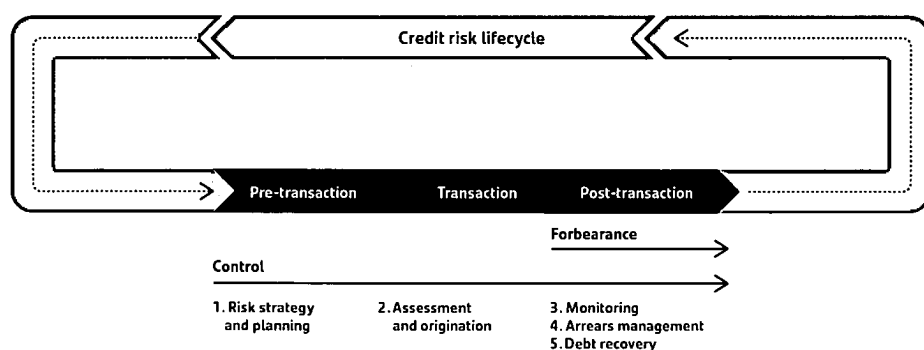 Credit risk lifecycle
Pre-transaction
Transaction
Post-transaction
Forbearance
Control
1. Risk strategy
and planning
2. Assessment
and origination
3. Monitoring
4. Arrears management
5. Debt recovery